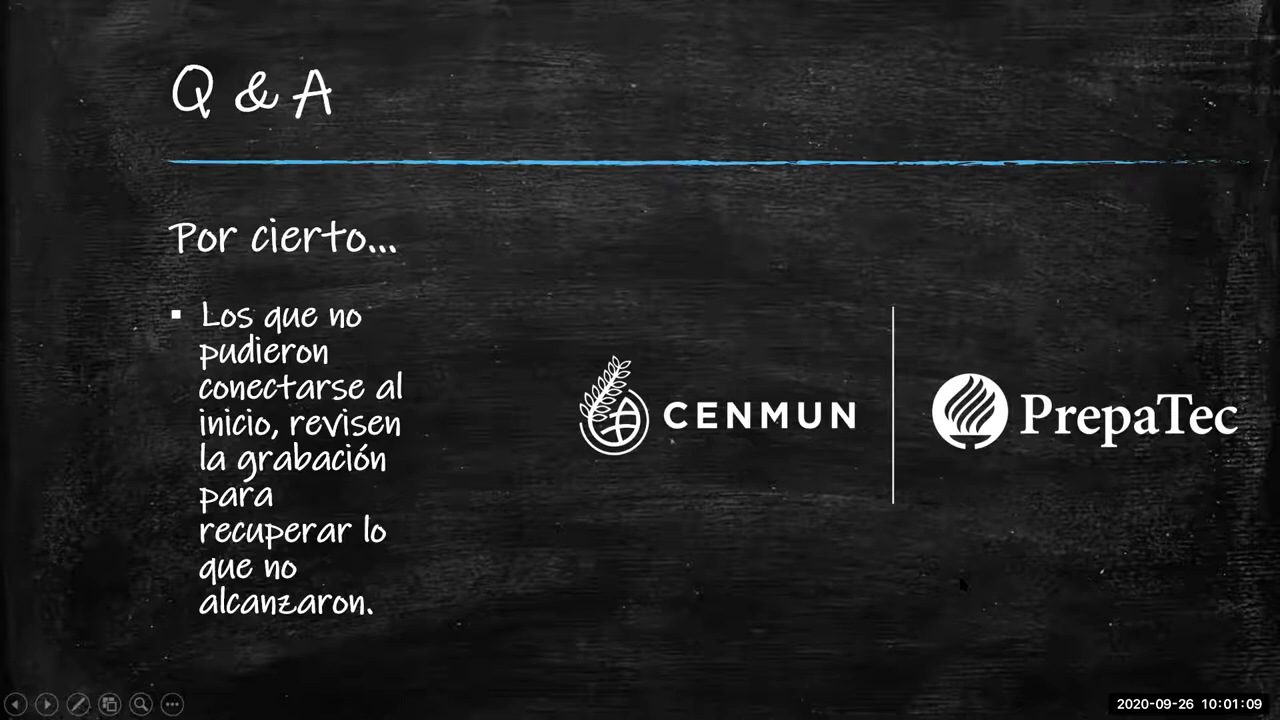 Q & A
Por cierto...
▪ Los que no
pudieron
conectarse al
inicio, revisen
la grabación
para
recuperar lo
que no
alcanzaron.
CENMUN
PrepaTec
2020-09-26 10:01:09